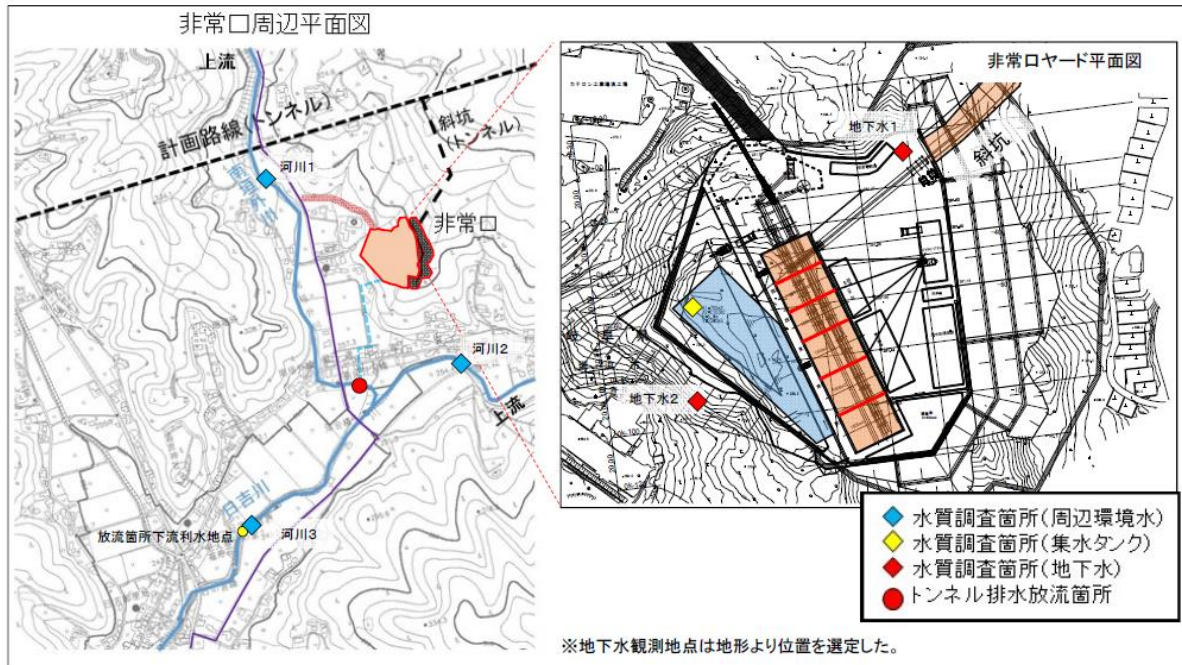 非常口周辺平面図
上流
計画路線(トンネル)
斜坑
(トンネル)
河川1
南垣外川
非常口
河川2
上流
日吉川
放流箇所下流利水地点
河川3
非常口ヤード平面図
地下水1
斜坑
地下水2
水質調査箇所(周辺環境水)
水質調査箇所(集水タンク)
水質調査箇所(地下水)
トンネル排水放流箇所
※地下水観測地点は地形より位置を選定した。